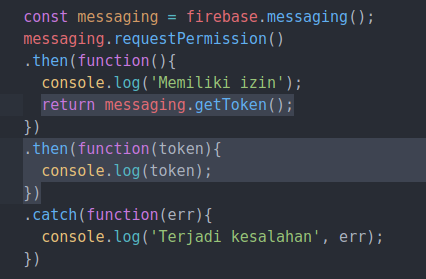 const messaging = firebase.messaging();
messaging.requestPermission()
.then(function(){
  console.log('Memiliki izin');
  return messaging.getToken();
})
.then(function(token){
  console.log(token);
})
.catch(function(err){
  console.log('Terjadi kesalahan', err);
})